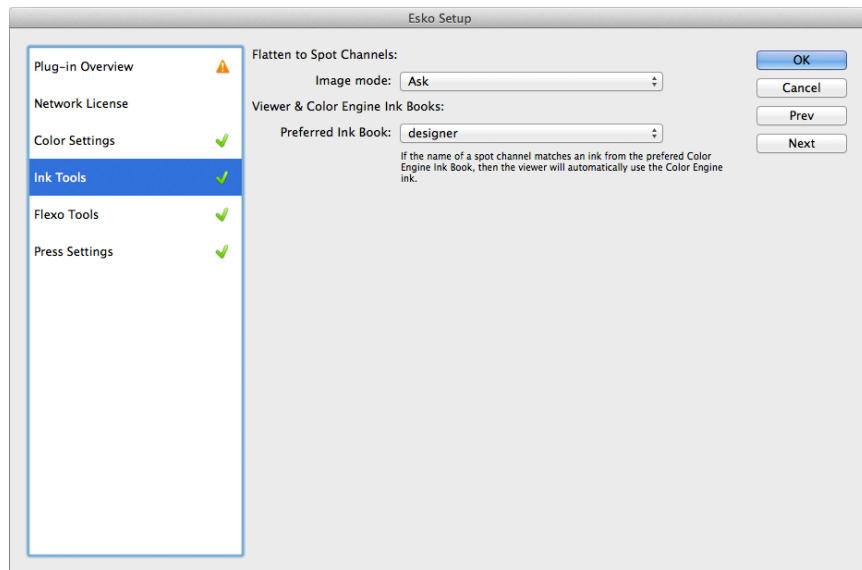 Esko Setup
Plug-in Overview
Network License
Color Settings
Ink Tools
Flexo Tools
Press Settings
Flatten to Spot Channels:
Image mode: Ask
Viewer & Color Engine Ink Books:
Preferred Ink Book: designer
If the name of a spot channel matches an ink from the prefered Color
Engine Ink Book, then the viewer will automatically use the Color Engine
ink.
OK
Cancel
Prev
Next